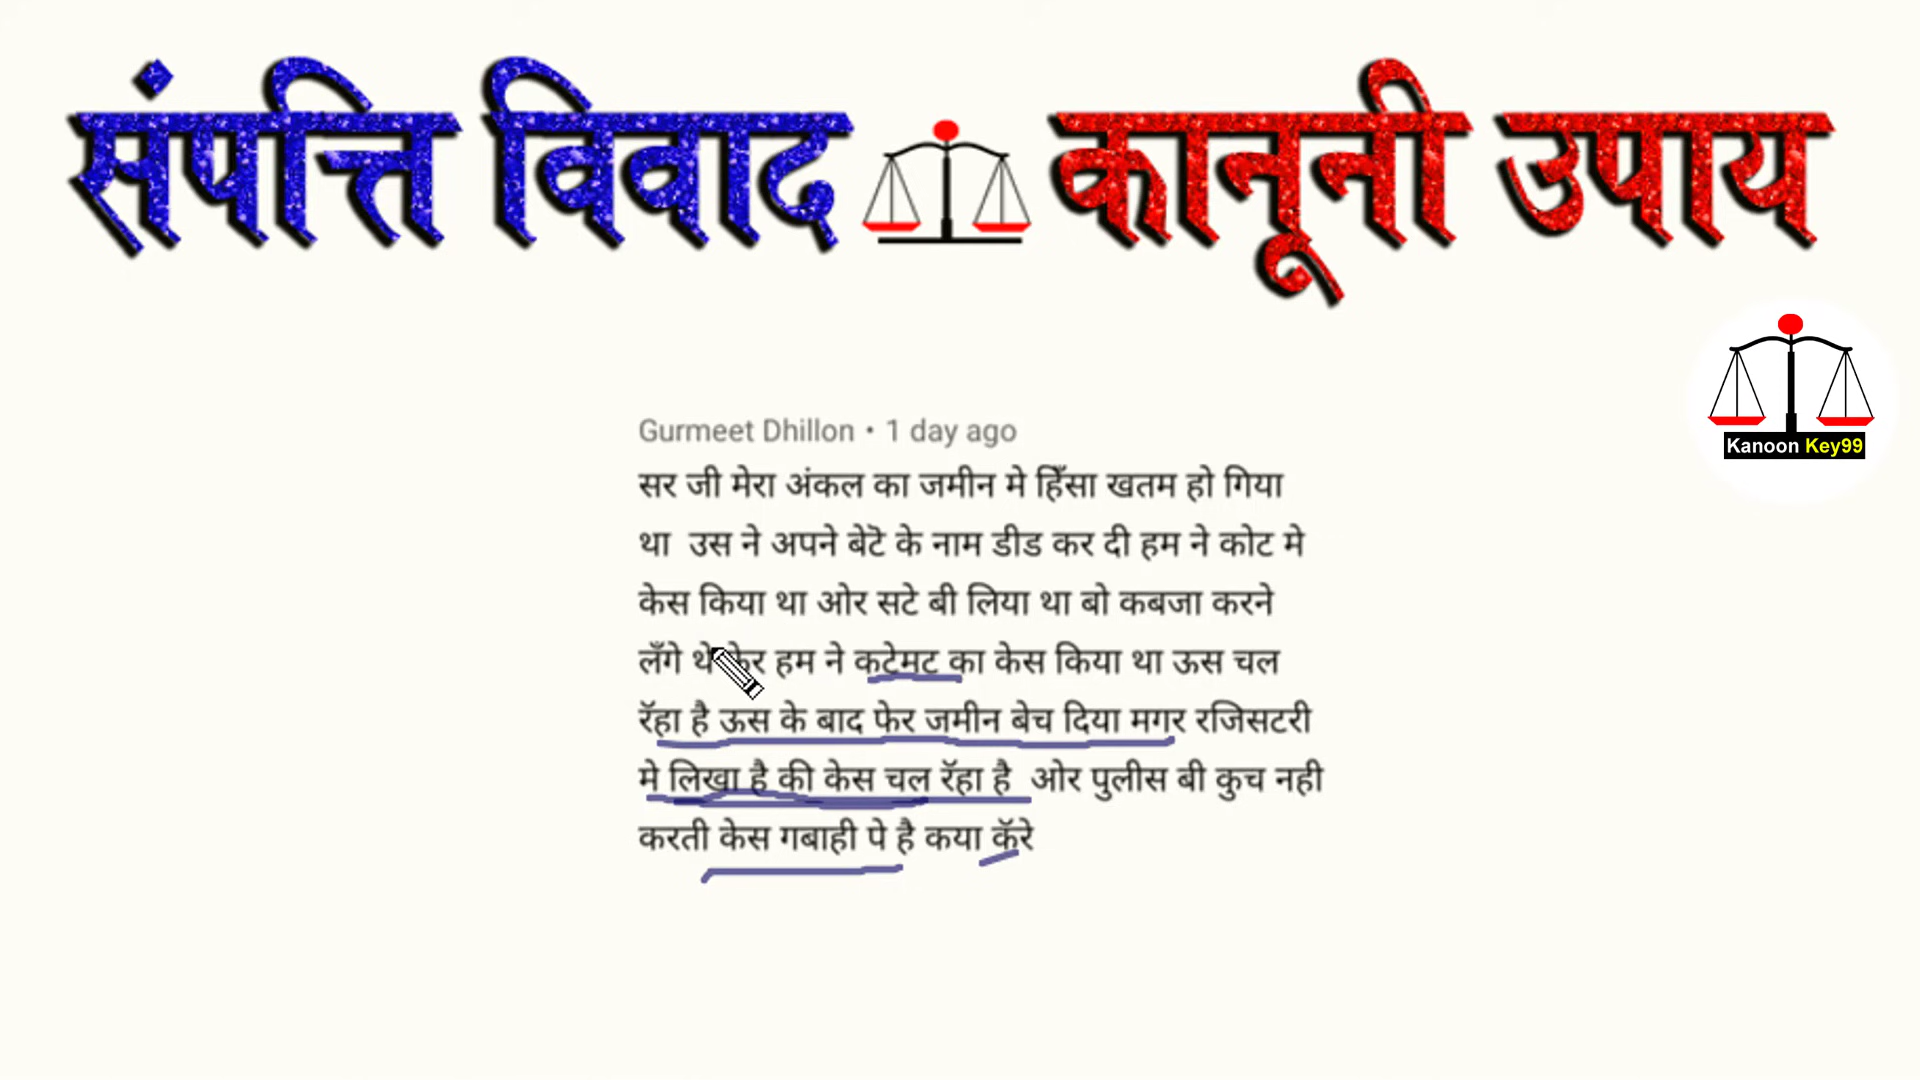 संपत्ति विवाद कानूनी उपाय
Kanoon Key99
Gurmeet Dhillon • 1 day ago
सर जी मेरा अंकल का जमीन मे हिँसा खतम हो गिया
था उस ने अपने बेटॆ के नाम डीड कर दी हम ने कोट मे
केस किया था ओर सटे बी लिया था बो कबजा करने
लँगे थे फेर हम ने कटेमट का केस किया था ऊस चल
रॅहा है ऊस के बाद फेर जमीन बेच दिया मगर रजिसटरी
मे लिखा है की केस चल रॅहा है ओर पुलीस बी कुच नही
करती केस गबाही पे है कया कॅरे